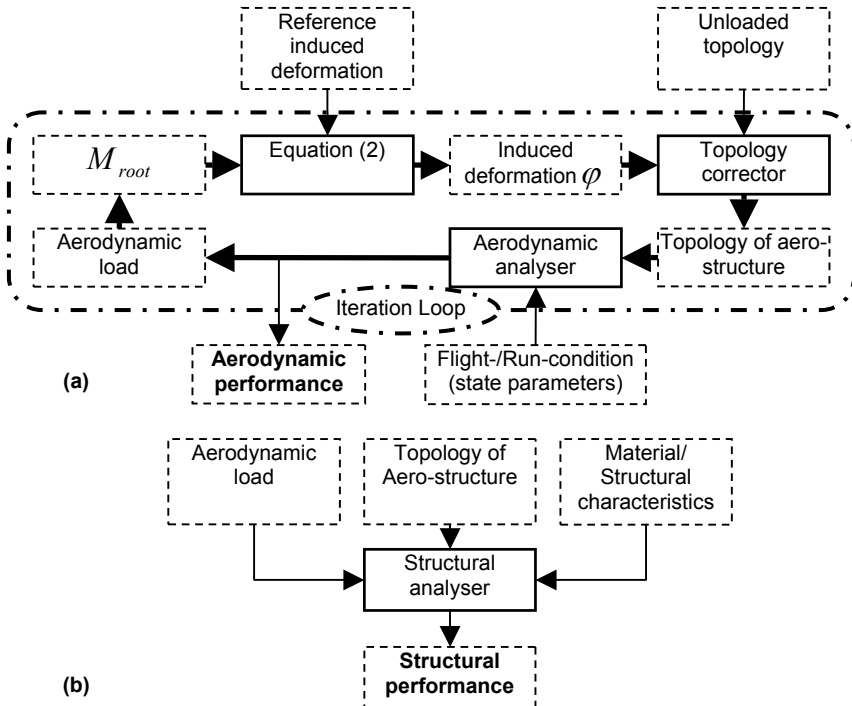 Reference
induced
deformation
Unloaded
topology
M root
Equation (2)
Induced
deformation φ
Topology
corrector
Aerodynamic
load
Aerodynamic
analyser
Topology of aero-
structure
Iteration Loop
Aerodynamic
performance
Flight-/Run-condition
(state parameters)
(a)
Aerodynamic
load
Topology of
Aero-structure
Material/
Structural
characteristics
Structural
analyser
Structural
performance
(b)